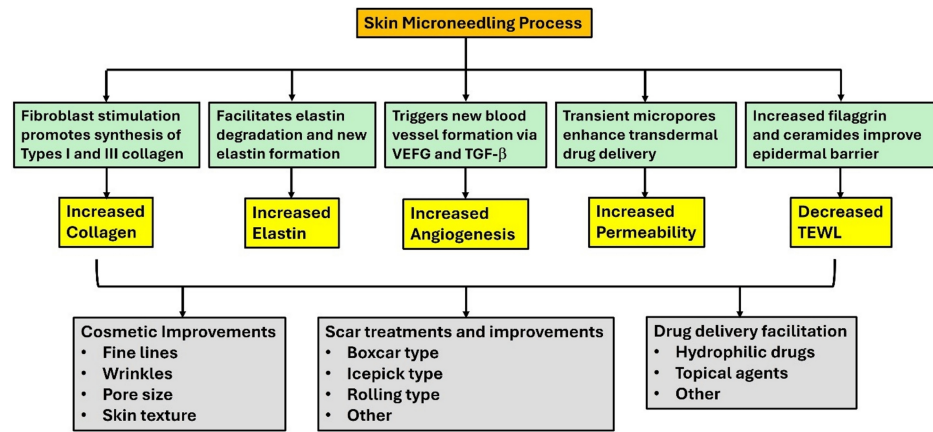 Skin Microneedling Process
Fibroblast stimulation
promotes synthesis of
Types I and III collagen
Facilitates elastin
degradation and new
elastin formation
Triggers new blood
vessel formation via
VEFG and TGF-β
Transient micropores
enhance transdermal
drug delivery
Increased filaggrin
and ceramides improve
epidermal barrier
Increased
Collagen
Increased
Elastin
Increased
Angiogenesis
Increased
Permeability
Decreased
TEWL
Cosmetic Improvements
• Fine lines
• Wrinkles
• Pore size
• Skin texture
Scar treatments and improvements
• Boxcar type
• Icepick type
• Rolling type
• Other
Drug delivery facilitation
• Hydrophilic drugs
• Topical agents
• Other